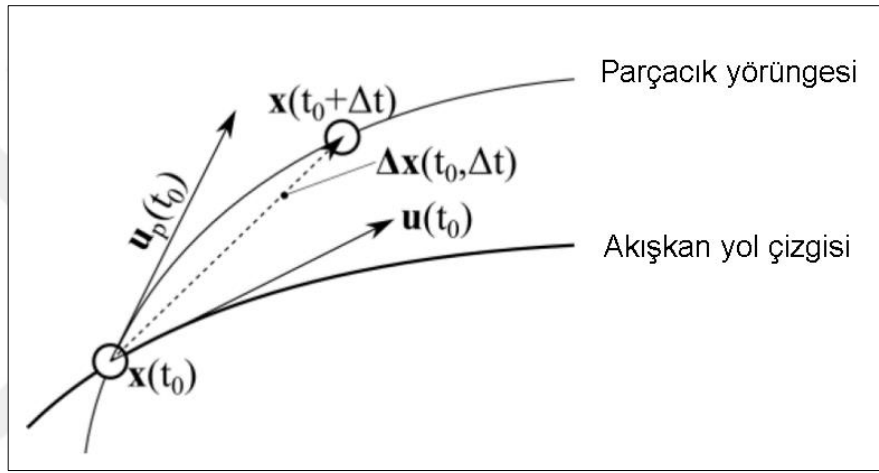 Parçacık yörüngesi
x(t₀+Δt)
Δx(t₀,Δt)
uₚ(t₀)
u(t₀)
Akışkan yol çizgisi
x(t₀)